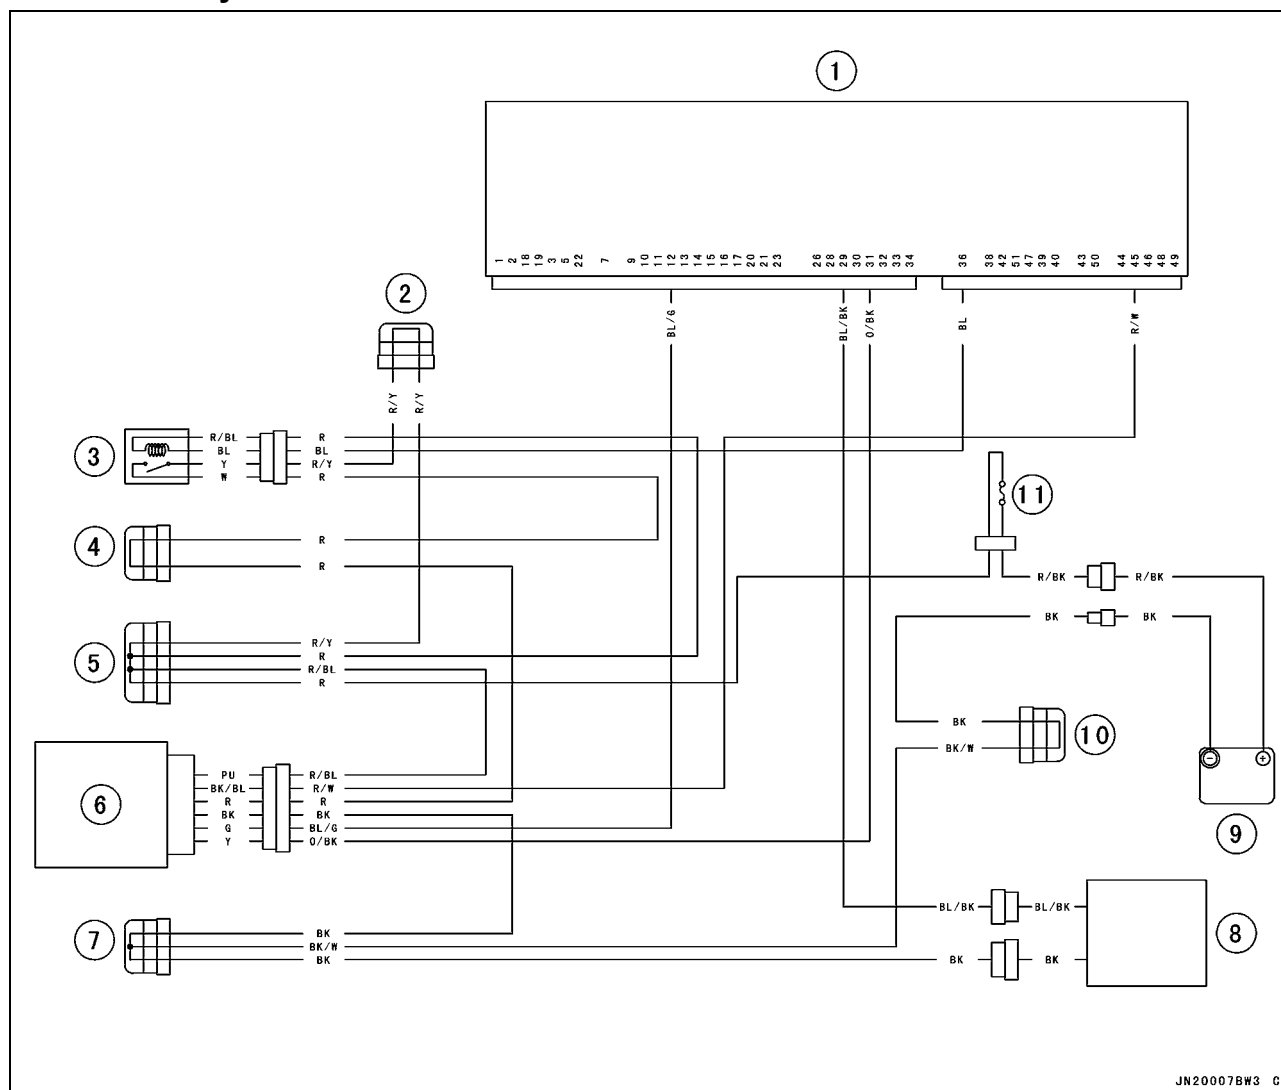 1
1 2 18 19 3 5 22 7 9 10 11 12 13 14 15 16 17 20 21 23 26 28 29 30 31 32 33 34 36 38 42 51 47 39 40 43 50 44 45 46 48 49
2
BL/G BL/BK O/BK BL R/W
R/Y R/Y
3
R/BL R
BL BL
Y R/Y
W R
11
4
R
R
R/BK R/BK
BK BK
5
R/Y
R
R/BL
R
BK
BK/W
10
6
PU R/BL
BK/BL R/W
R R
BK BK
G BL/G
Y O/BK
− +
9
7
BK
BK/W
BK
BL/BK BL/BK
BK BK
8
JN20007BW3 C